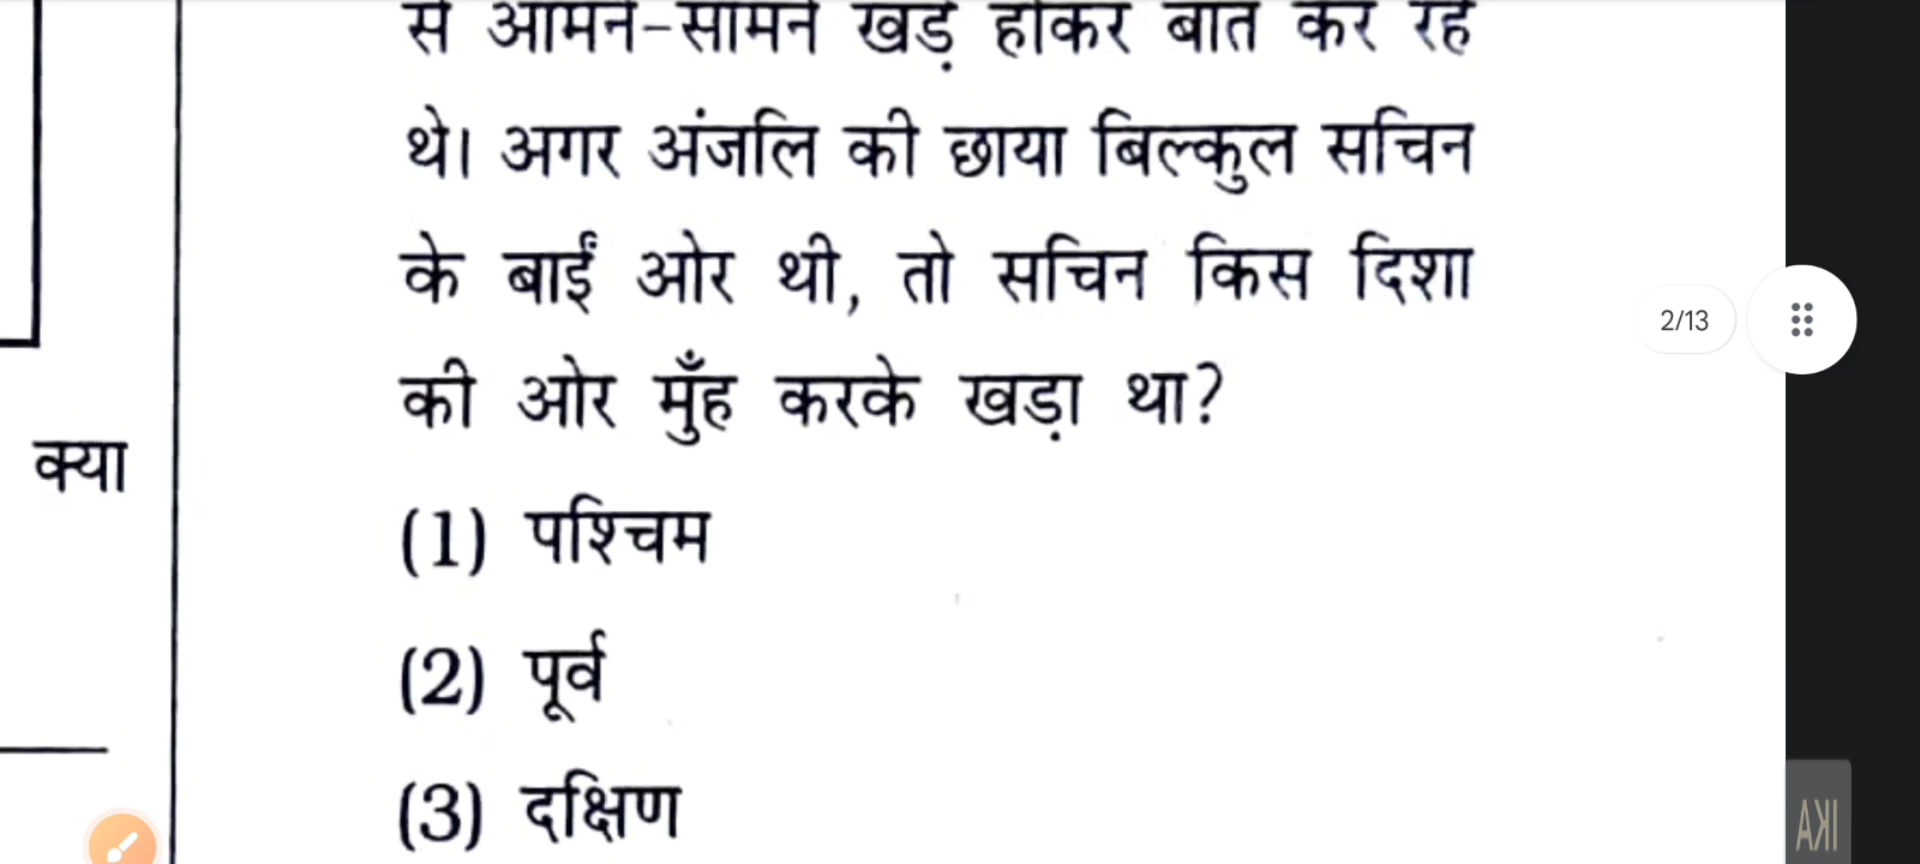 से आमने-सामने खड़े होकर बात कर रहे
थे। अगर अंजलि की छाया बिल्कुल सचिन
के बाईं ओर थी, तो सचिन किस दिशा
की ओर मुँह करके खड़ा था?
(1) पश्चिम
(2) पूर्व
(3) दक्षिण
क्या
2/13